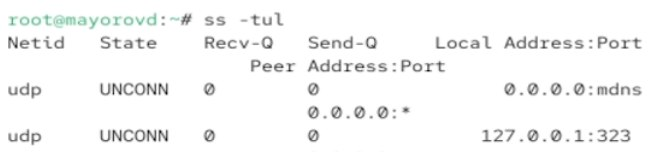 root@mayorovd:~# ss -tul
Netid State Recv-Q Send-Q Local Address:Port
Peer Address:Port
udp UNCONN 0 0 0.0.0.0:mdns
0.0.0.0:*
udp UNCONN 0 0 127.0.0.1:323